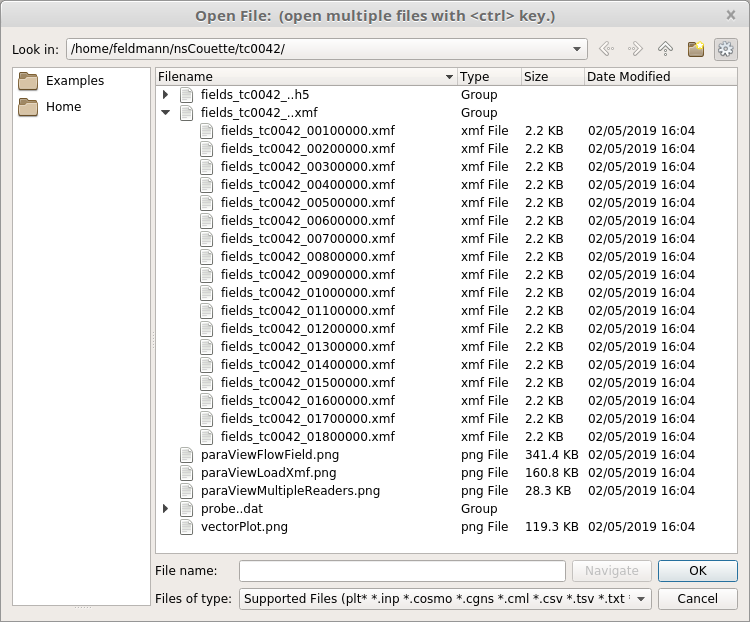 Open File:  (open multiple files with <ctrl> key.)
Look in: /home/feldmann/nsCouette/tc0042/
Examples
Home
Filename Type Size Date Modified
fields_tc0042_..h5 Group
fields_tc0042_..xmf Group
fields_tc0042_00100000.xmf xmf File 2.2 KB 02/05/2019 16:04
fields_tc0042_00200000.xmf xmf File 2.2 KB 02/05/2019 16:04
fields_tc0042_00300000.xmf xmf File 2.2 KB 02/05/2019 16:04
fields_tc0042_00400000.xmf xmf File 2.2 KB 02/05/2019 16:04
fields_tc0042_00500000.xmf xmf File 2.2 KB 02/05/2019 16:04
fields_tc0042_00600000.xmf xmf File 2.2 KB 02/05/2019 16:04
fields_tc0042_00700000.xmf xmf File 2.2 KB 02/05/2019 16:04
fields_tc0042_00800000.xmf xmf File 2.2 KB 02/05/2019 16:04
fields_tc0042_00900000.xmf xmf File 2.2 KB 02/05/2019 16:04
fields_tc0042_01000000.xmf xmf File 2.2 KB 02/05/2019 16:04
fields_tc0042_01100000.xmf xmf File 2.2 KB 02/05/2019 16:04
fields_tc0042_01200000.xmf xmf File 2.2 KB 02/05/2019 16:04
fields_tc0042_01300000.xmf xmf File 2.2 KB 02/05/2019 16:04
fields_tc0042_01400000.xmf xmf File 2.2 KB 02/05/2019 16:04
fields_tc0042_01500000.xmf xmf File 2.2 KB 02/05/2019 16:04
fields_tc0042_01600000.xmf xmf File 2.2 KB 02/05/2019 16:04
fields_tc0042_01700000.xmf xmf File 2.2 KB 02/05/2019 16:04
fields_tc0042_01800000.xmf xmf File 2.2 KB 02/05/2019 16:04
paraViewFlowField.png png File 341.4 KB 02/05/2019 16:04
paraViewLoadXmf.png png File 160.8 KB 02/05/2019 16:04
paraViewMultipleReaders.png png File 28.3 KB 02/05/2019 16:04
probe..dat Group
vectorPlot.png png File 119.3 KB 02/05/2019 16:04
File name: Navigate OK
Files of type: Supported Files (plt* *.inp *.cosmo *.cgns *.cml *.csv *.tsv *.txt * Cancel